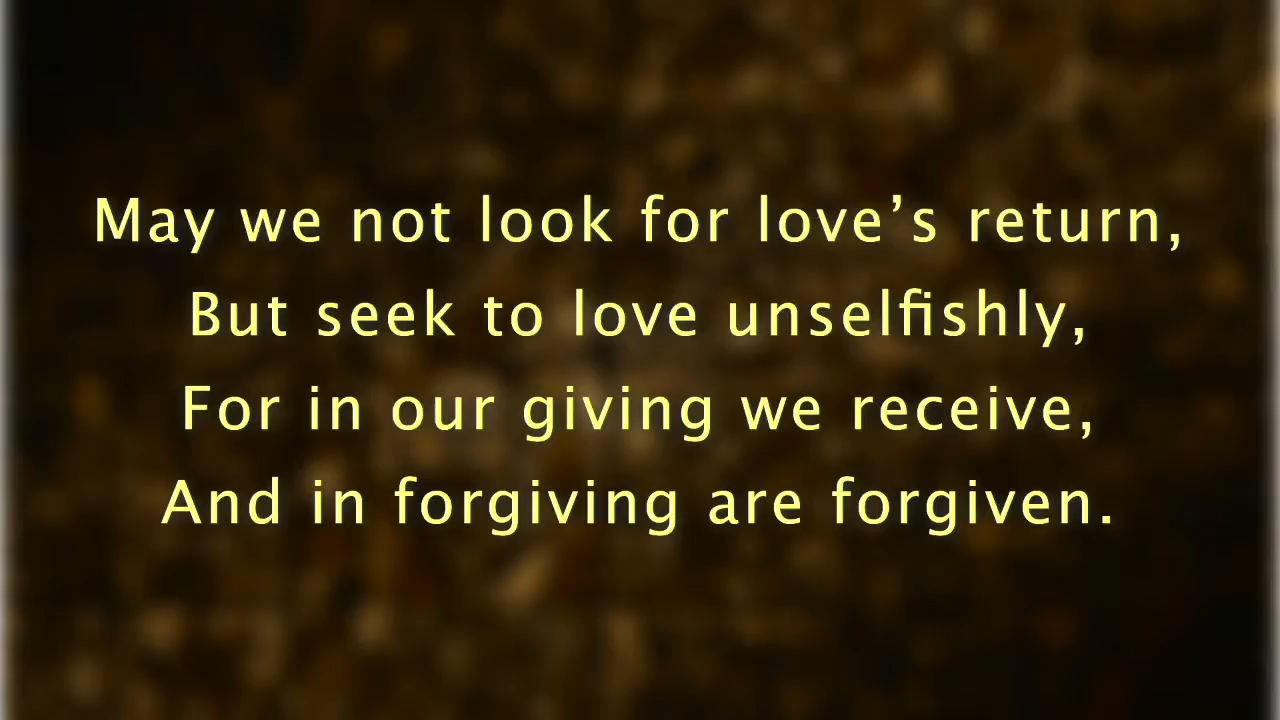 May we not look for love’s return,
But seek to love unselfishly,
For in our giving we receive,
And in forgiving are forgiven.